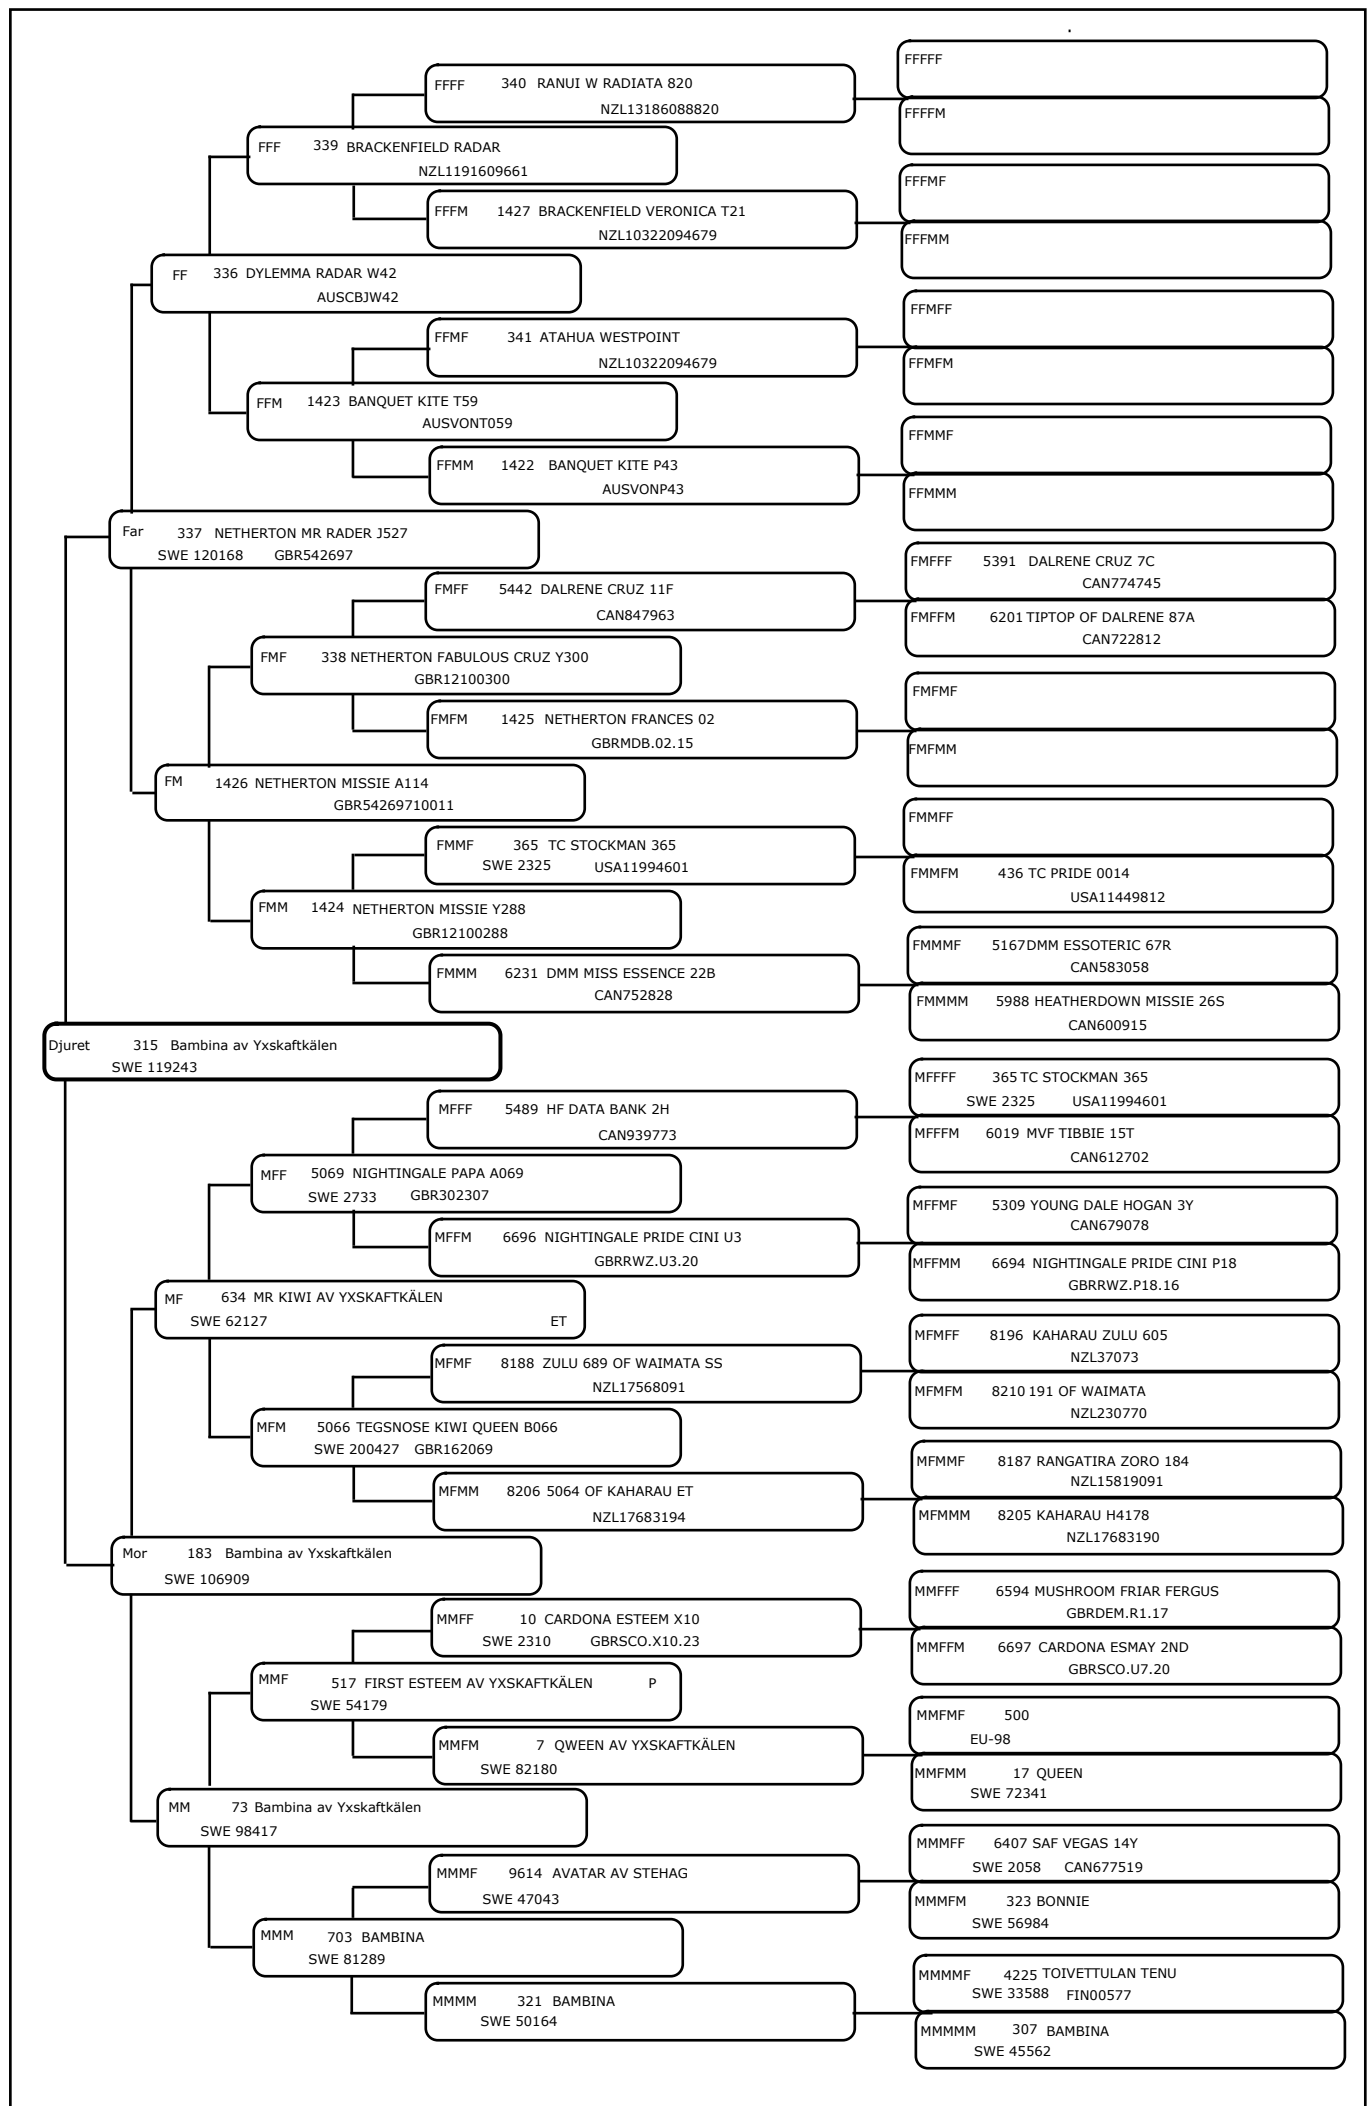 FFFFF
FFFF 340 RANUI W RADIATA 820
NZL13186088820
FFFFM
FFF 339 BRACKENFIELD RADAR
NZL1191609661
FFFMF
FFFM 1427 BRACKENFIELD VERONICA T21
NZL10322094679
FFFMM
FF 336 DYLEMMA RADAR W42
AUSCBJW42
FFMFF
FFMF 341 ATAHUA WESTPOINT
NZL10322094679
FFMFM
FFM 1423 BANQUET KITE T59
AUSVONT059
FFMMF
FFMM 1422 BANQUET KITE P43
AUSVONP43
FFMMM
Far 337 NETHERTON MR RADER J527
SWE 120168 GBR542697
FMFFF 5391 DALRENE CRUZ 7C
CAN774745
FMFF 5442 DALRENE CRUZ 11F
CAN847963
FMFFM 6201 TIPTOP OF DALRENE 87A
CAN722812
FMF 338 NETHERTON FABULOUS CRUZ Y300
GBR12100300
FMFMF
FMFM 1425 NETHERTON FRANCES 02
GBRMDB.02.15
FMFMM
FM 1426 NETHERTON MISSIE A114
GBR54269710011
FMMFF
FMMF 365 TC STOCKMAN 365
SWE 2325 USA11994601
FMMFM 436 TC PRIDE 0014
USA11449812
FMM 1424 NETHERTON MISSIE Y288
GBR12100288
FMMMF 5167 DMM ESSOTERIC 67R
CAN583058
FMMM 6231 DMM MISS ESSENCE 22B
CAN752828
FMMMM 5988 HEATHERDOWN MISSIE 26S
CAN600915
Djuret 315 Bambina av Yxskaftkälen
SWE 119243
MFFFF 365 TC STOCKMAN 365
SWE 2325 USA11994601
MFFF 5489 HF DATA BANK 2H
CAN939773
MFFFM 6019 MVF TIBBIE 15T
CAN612702
MFF 5069 NIGHTINGALE PAPA A069
SWE 2733 GBR302307
MFFMF 5309 YOUNG DALE HOGAN 3Y
CAN679078
MFFM 6696 NIGHTINGALE PRIDE CINI U3
GBRRWZ.U3.20
MFFMM 6694 NIGHTINGALE PRIDE CINI P18
GBRRWZ.P18.16
MF 634 MR KIWI AV YXSKAFTKÄLEN
SWE 62127 ET
MFMFF 8196 KAHARAU ZULU 605
NZL37073
MFMF 8188 ZULU 689 OF WAIMATA SS
NZL17568091
MFMFM 8210 191 OF WAIMATA
NZL230770
MFM 5066 TEGSNOSE KIWI QUEEN B066
SWE 200427 GBR162069
MFMMF 8187 RANGATIRA ZORO 184
NZL15819091
MFMM 8206 5064 OF KAHARAU ET
NZL17683194
MFMMM 8205 KAHARAU H4178
NZL17683190
Mor 183 Bambina av Yxskaftkälen
SWE 106909
MMFFF 6594 MUSHROOM FRIAR FERGUS
GBRDEM.R1.17
MMFF 10 CARDONA ESTEEM X10
SWE 2310 GBRSCO.X10.23
MMFFM 6697 CARDONA ESMAY 2ND
GBRSCO.U7.20
MMF 517 FIRST ESTEEM AV YXSKAFTKÄLEN P
SWE 54179
MMFMF 500
EU-98
MMFM 7 QWEEN AV YXSKAFTKÄLEN
SWE 82180
MMFMM 17 QUEEN
SWE 72341
MM 73 Bambina av Yxskaftkälen
SWE 98417
MMMFF 6407 SAF VEGAS 14Y
SWE 2058 CAN677519
MMMF 9614 AVATAR AV STEHAG
SWE 47043
MMMFM 323 BONNIE
SWE 56984
MMM 703 BAMBINA
SWE 81289
MMMMF 4225 TOIVETTULAN TENU
SWE 33588 FIN00577
MMMM 321 BAMBINA
SWE 50164
MMMMM 307 BAMBINA
SWE 45562